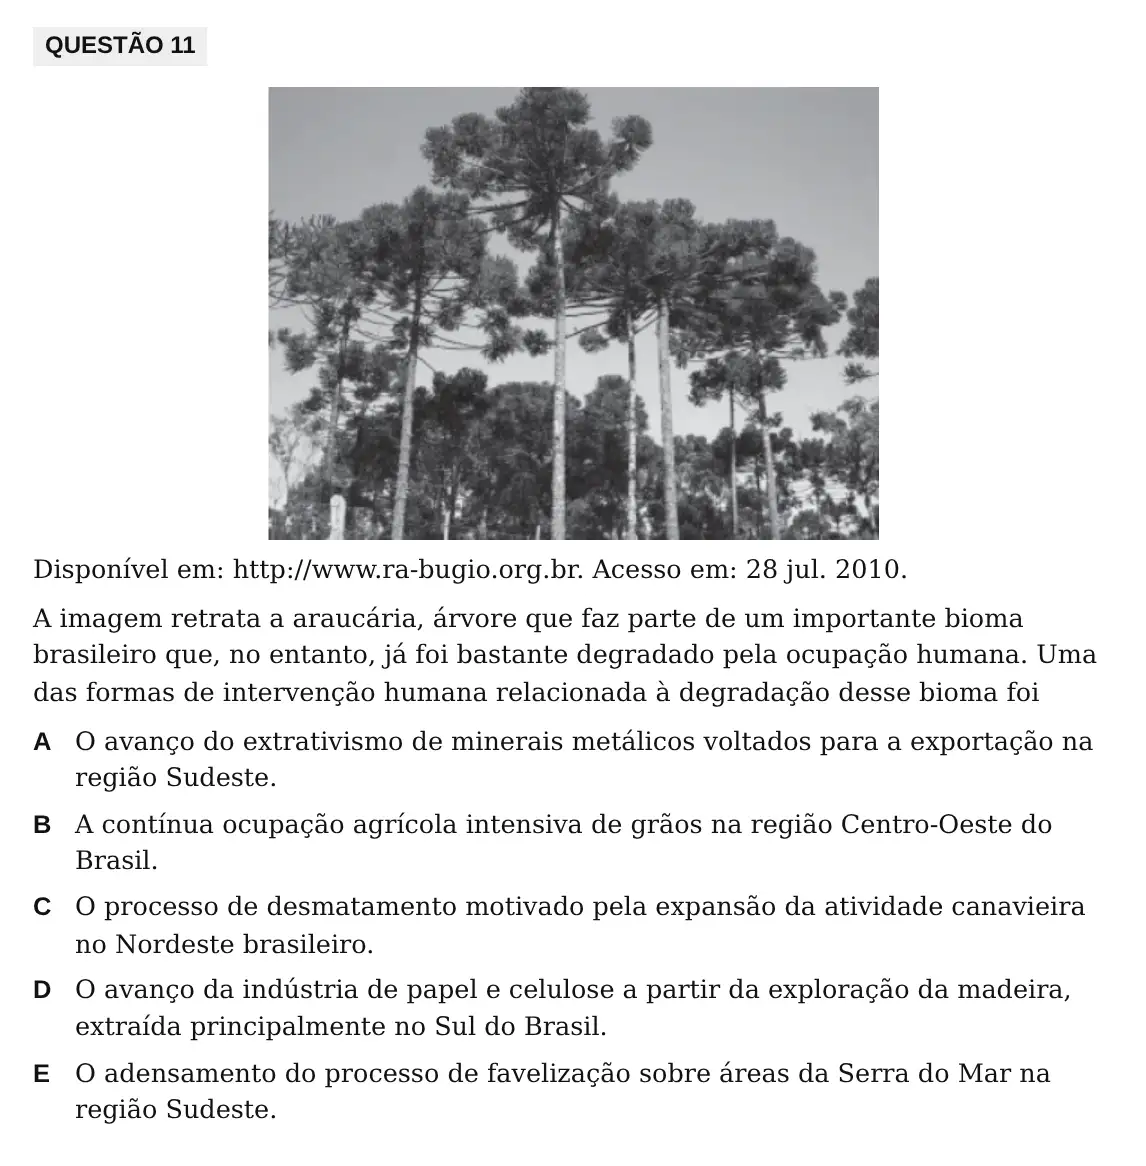 QUESTÃO 11
Disponível em: http://www.ra-bugio.org.br. Acesso em: 28 jul. 2010.
A imagem retrata a araucária, árvore que faz parte de um importante bioma
brasileiro que, no entanto, já foi bastante degradado pela ocupação humana. Uma
das formas de intervenção humana relacionada à degradação desse bioma foi
A O avanço do extrativismo de minerais metálicos voltados para a exportação na
região Sudeste.
B A contínua ocupação agrícola intensiva de grãos na região Centro-Oeste do
Brasil.
C O processo de desmatamento motivado pela expansão da atividade canavieira
no Nordeste brasileiro.
D O avanço da indústria de papel e celulose a partir da exploração da madeira,
extraída principalmente no Sul do Brasil.
E O adensamento do processo de favelização sobre áreas da Serra do Mar na
região Sudeste.